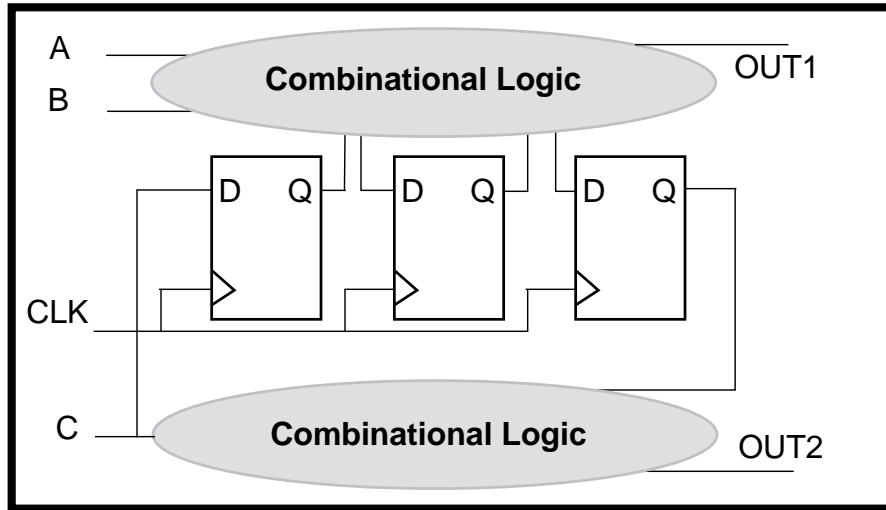 A
Combinational Logic
OUT1
B
D Q
D Q
D Q
CLK
C
Combinational Logic
OUT2